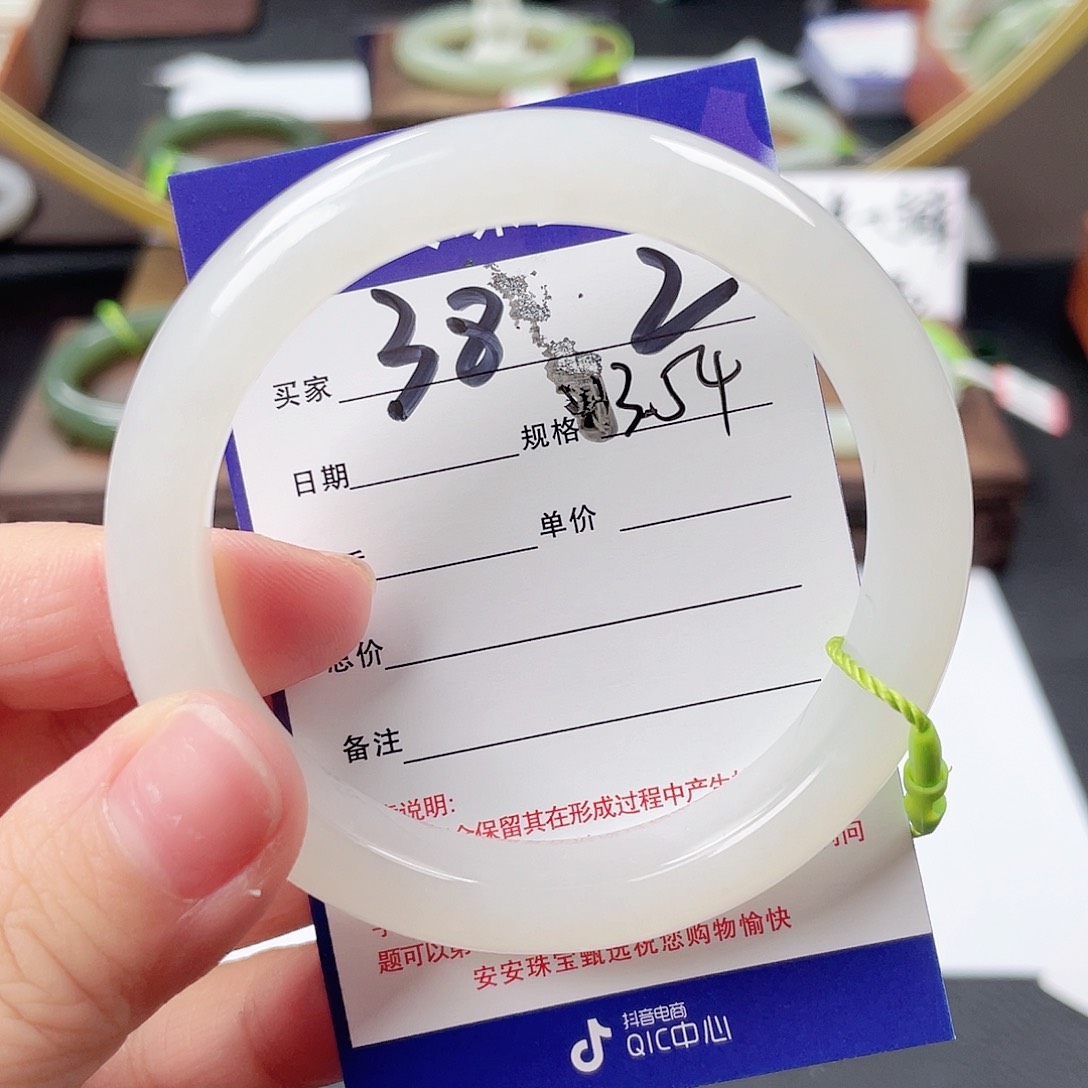 38 2
买家
规格 3.54
日期
单价
总价
备注
说明:
保留其在形成过程中产生
问
题可以
安安珠宝甄选祝您购物愉快
抖音电商
QIC中心